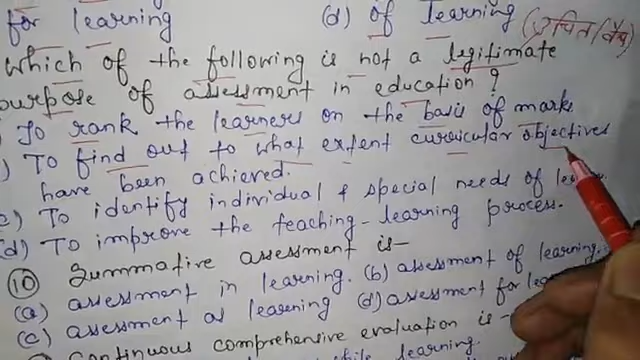 for learning (d) of learning (उचित/वैध)
which of the following is not a legitimate
purpose of assessment in education ?
To rank the learners on the basis of marks
) To find out to what extent curricular objectives
have been achieved.
c) To identify individual & special needs of
(d) To improve the teaching-learning process.
(10) Summative assessment is-
(a) assessment in learning. (b) assessment of learning.
(c) assessment as learning (d) assessment for
Continuous comprehensive evaluation is -
while learning.